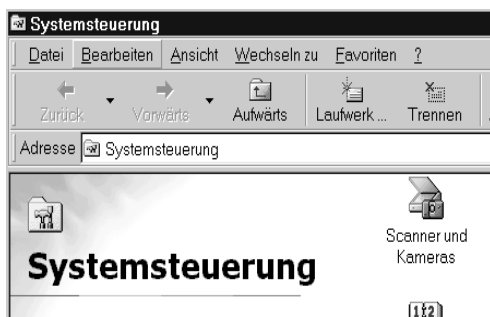 Systemsteuerung
Datei Bearbeiten Ansicht Wechseln zu Favoriten ?
Zurück Vorwärts Aufwärts Laufwerk ... Trennen
Adresse Systemsteuerung
Systemsteuerung
Scanner und
Kameras